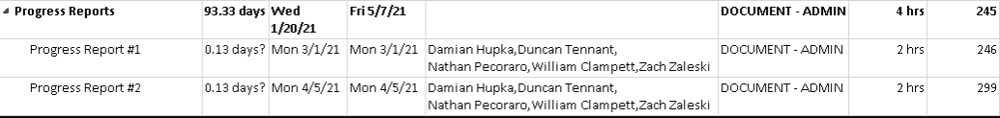 Progress Reports 93.33 days Wed Fri 5/7/21 DOCUMENT - ADMIN 4 hrs 245
1/20/21
Progress Report #1 0.13 days? Mon 3/1/21 Mon 3/1/21 Damian Hupka,Duncan Tennant, DOCUMENT - ADMIN 2 hrs 246
Nathan Pecoraro,William Clampett,Zach Zaleski
Progress Report #2 0.13 days? Mon 4/5/21 Mon 4/5/21 Damian Hupka,Duncan Tennant, DOCUMENT - ADMIN 2 hrs 299
Nathan Pecoraro,William Clampett,Zach Zaleski